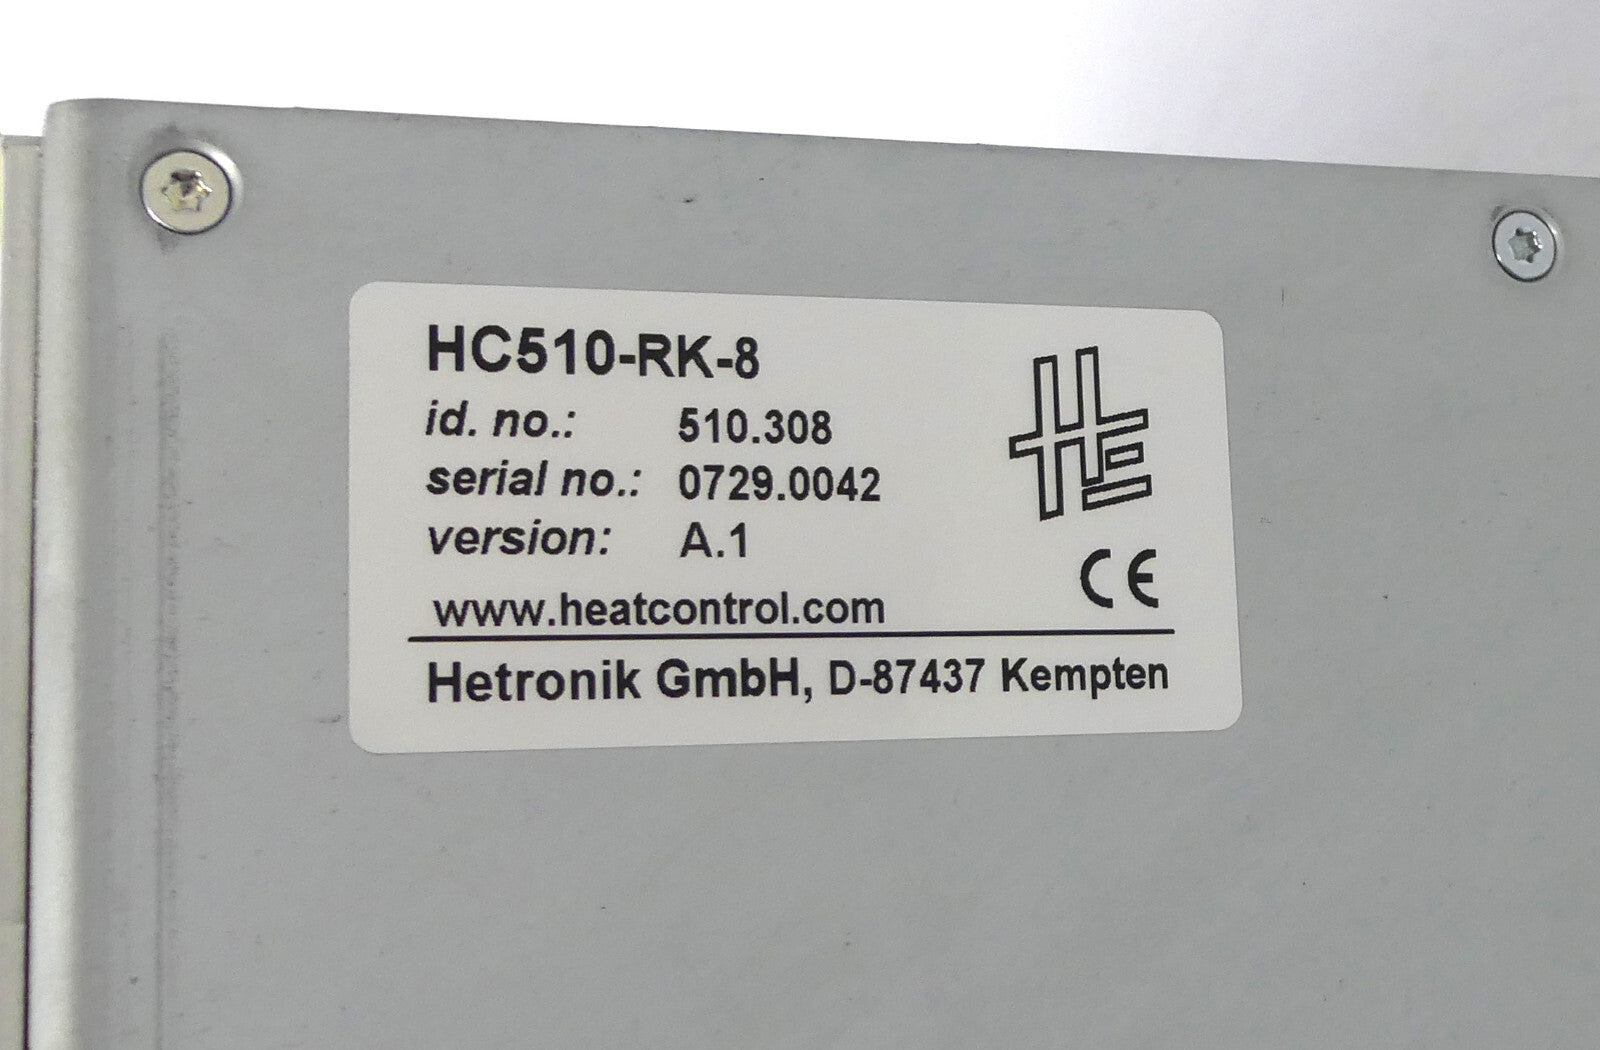 HC510-RK-8
id. no.: 510.308
serial no.: 0729.0042
version: A.1
www.heatcontrol.com
HE
CE
Hetronik GmbH, D-87437 Kempten